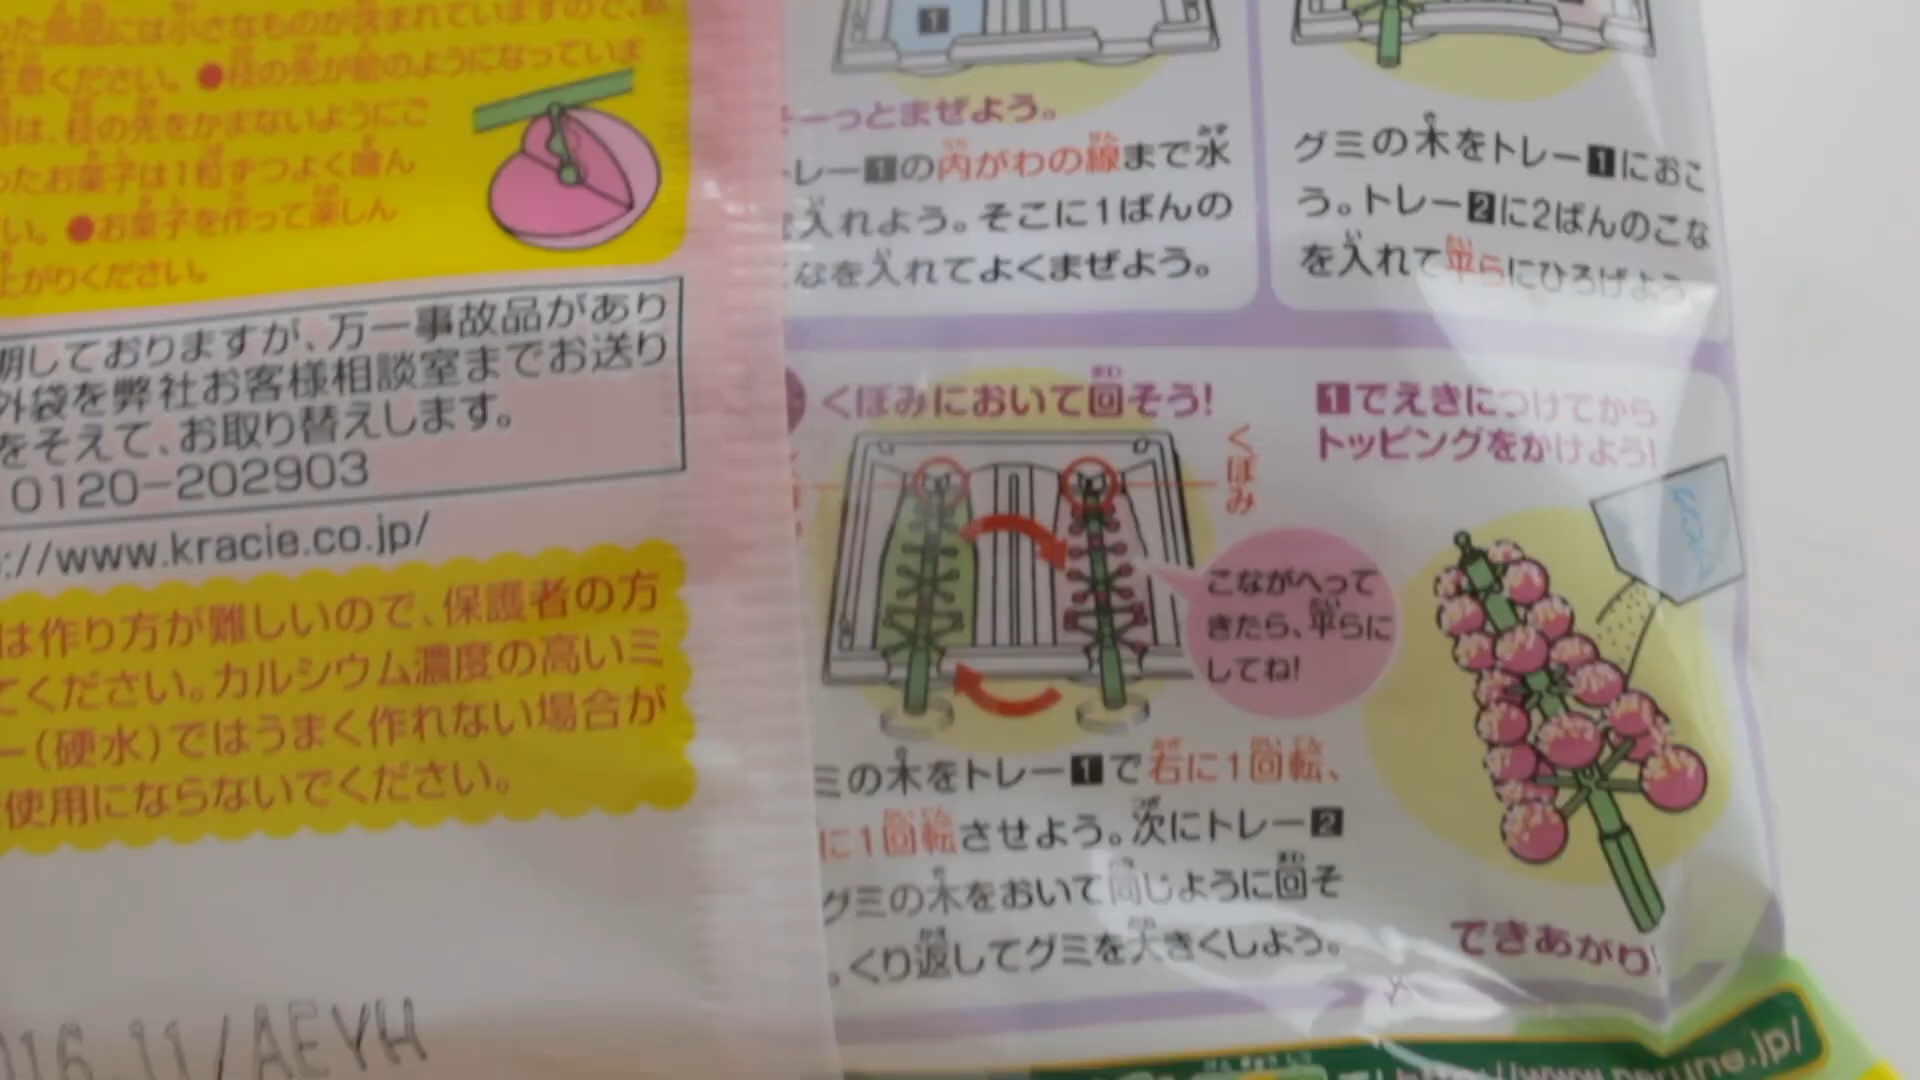 った部品には小さなものが含まれていますので、
注意ください。●枝の先が絵のようになっていま
は、枝の先をかまないようにご
ったお菓子は1粒ずつよく噛ん
い。●お菓子を作って楽しん
上がりください。
期しておりますが、万一事故品があり
外袋を弊社お客様相談室までお送り
をそえて、お取り替えします。
0120-202903
://www.kracie.co.jp/
は作り方が難しいので、保護者の方
てください。カルシウム濃度の高いミ
ー(硬水)ではうまく作れない場合が
使用にならないでください。
016.11/AEYH
1
ーっとまぜよう。
トレー1の内がわの線まで水
を入れよう。そこに1ばんの
こなを入れてよくまぜよう。
グミの木をトレー1におこ
う。トレー2に2ばんのこな
を入れて平らにひろげよう
くぼみにおいて回そう!
くぼみ
こながへって
きたら、平らに
してね!
ミの木をトレー1で右に1回転、
に1回転させよう。次にトレー2
グミの木をおいて同じように回そ
。くり返してグミを大きくしよう。
1でえきにつけてから
トッピングをかけよう!
できあがり!